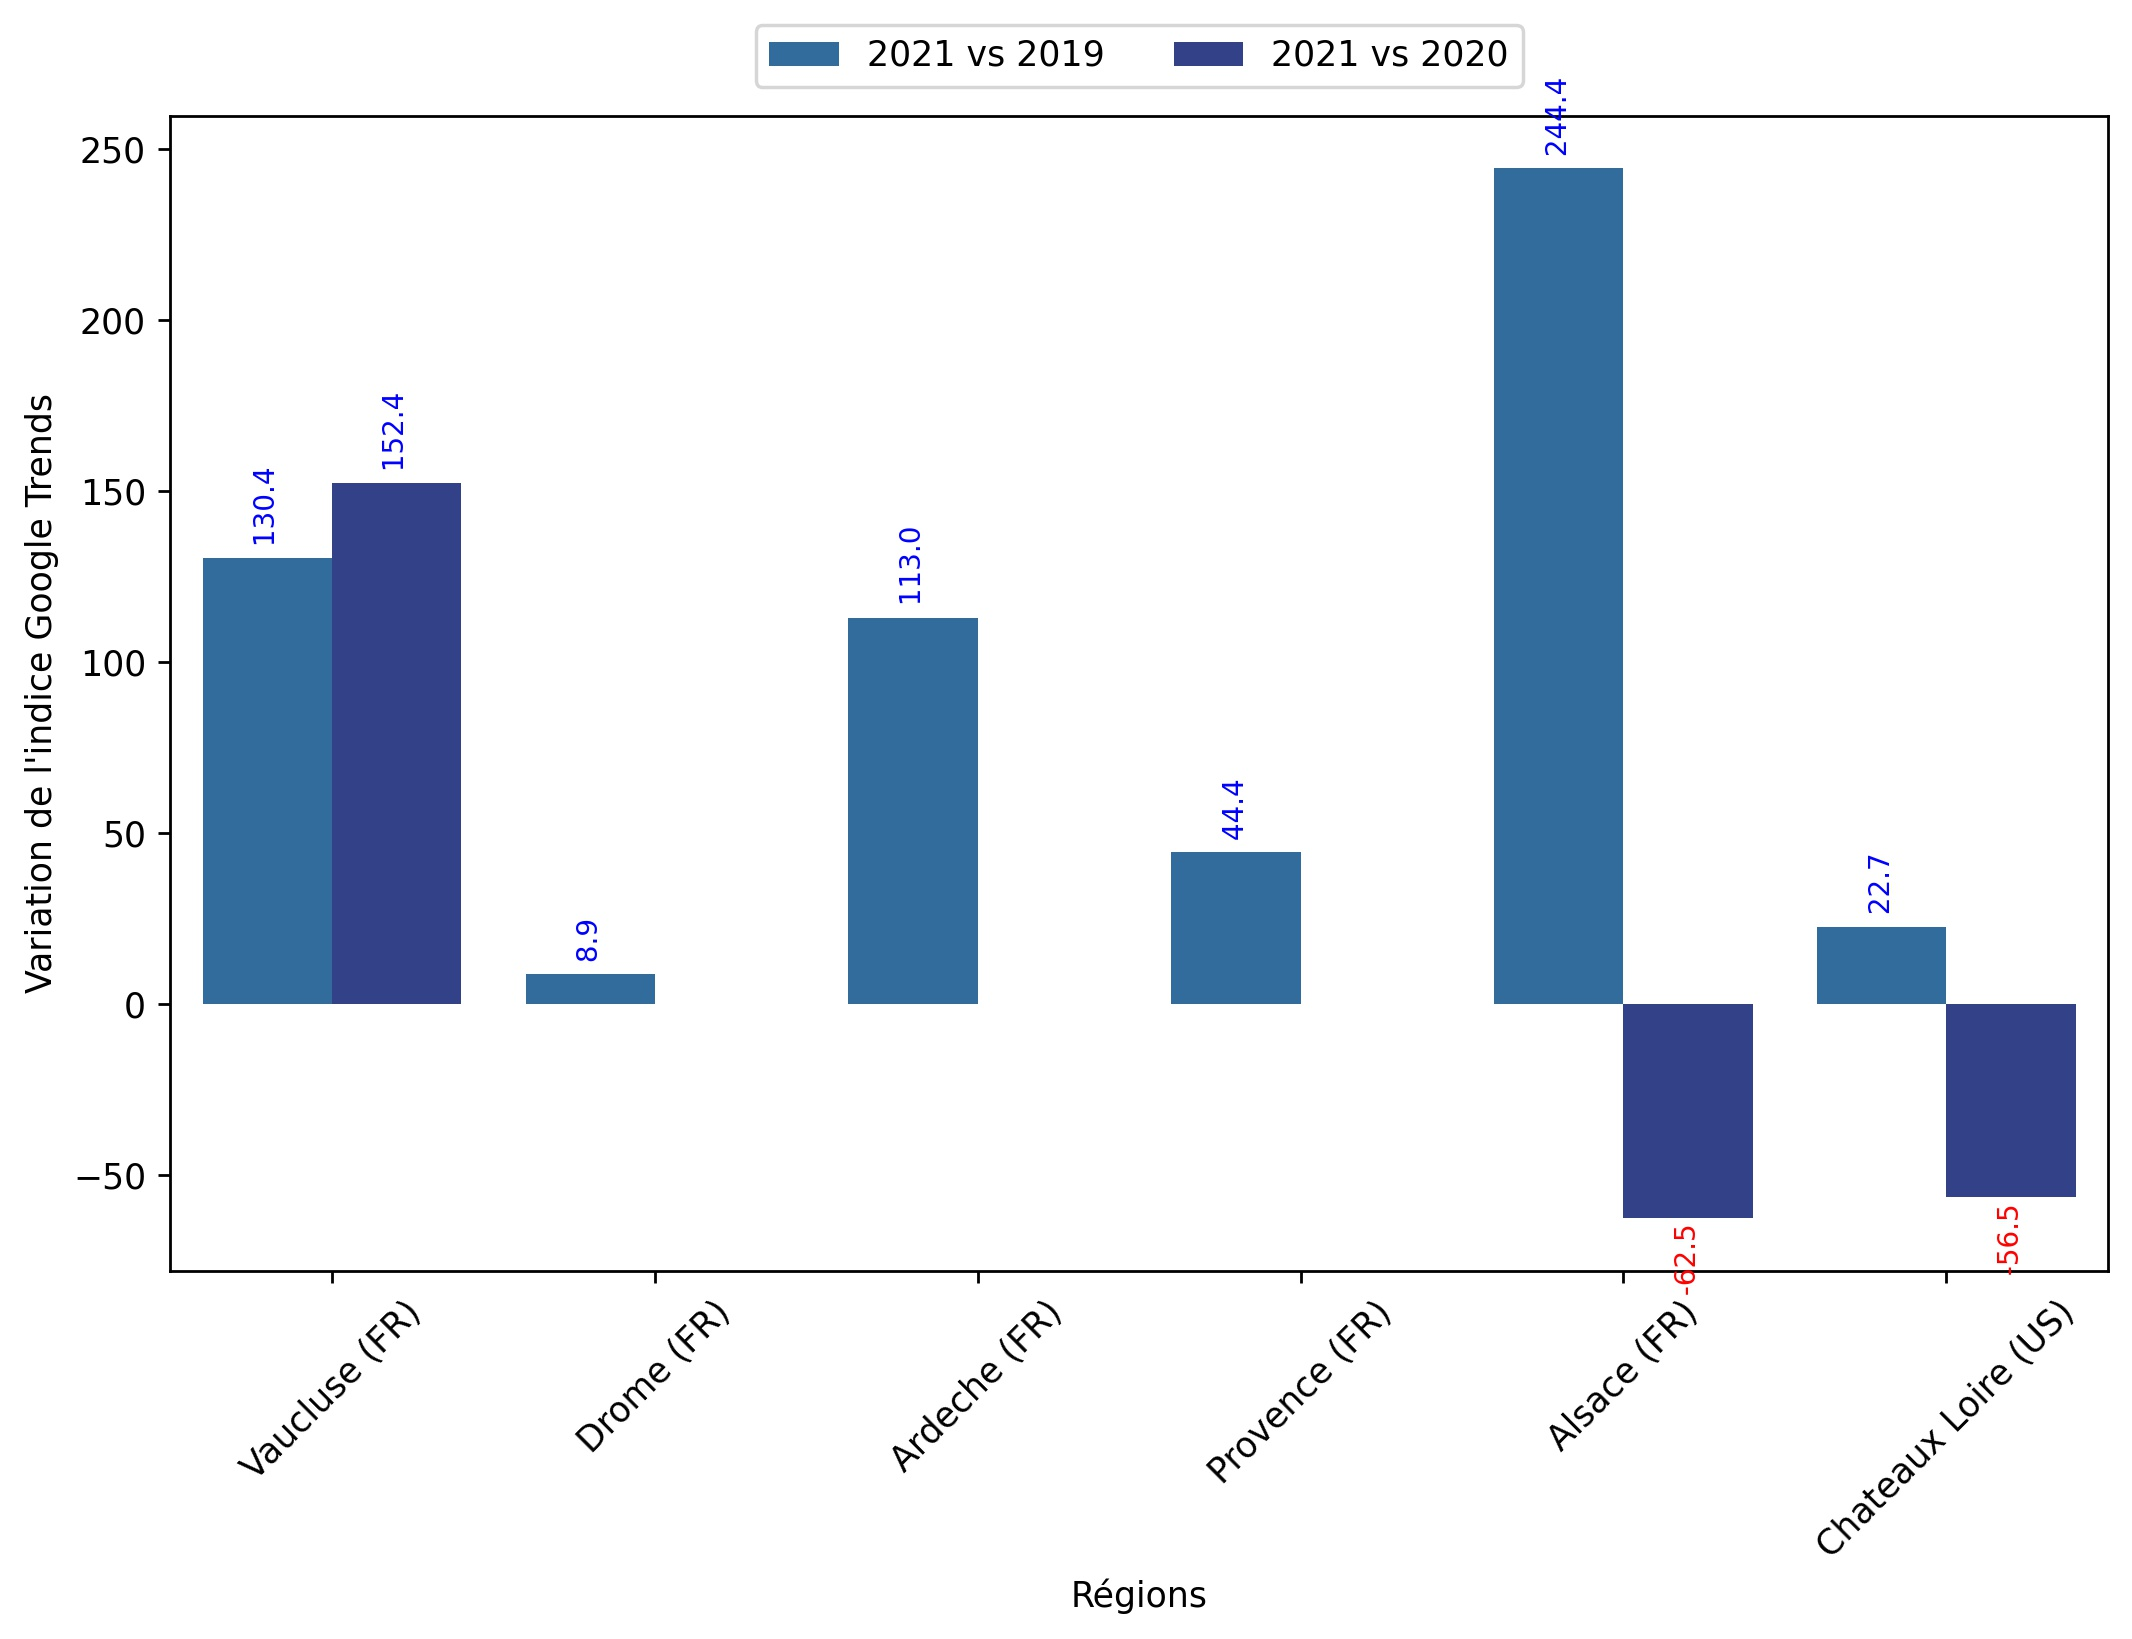 2021 vs 2019 2021 vs 2020
Variation de l'indice Google Trends
250
200
150
100
50
0
−50
130.4
152.4
8.9
113.0
44.4
244.4
-62.5
22.7
-56.5
Vaucluse (FR)
Drome (FR)
Ardeche (FR)
Provence (FR)
Alsace (FR)
Chateaux Loire (US)
Régions